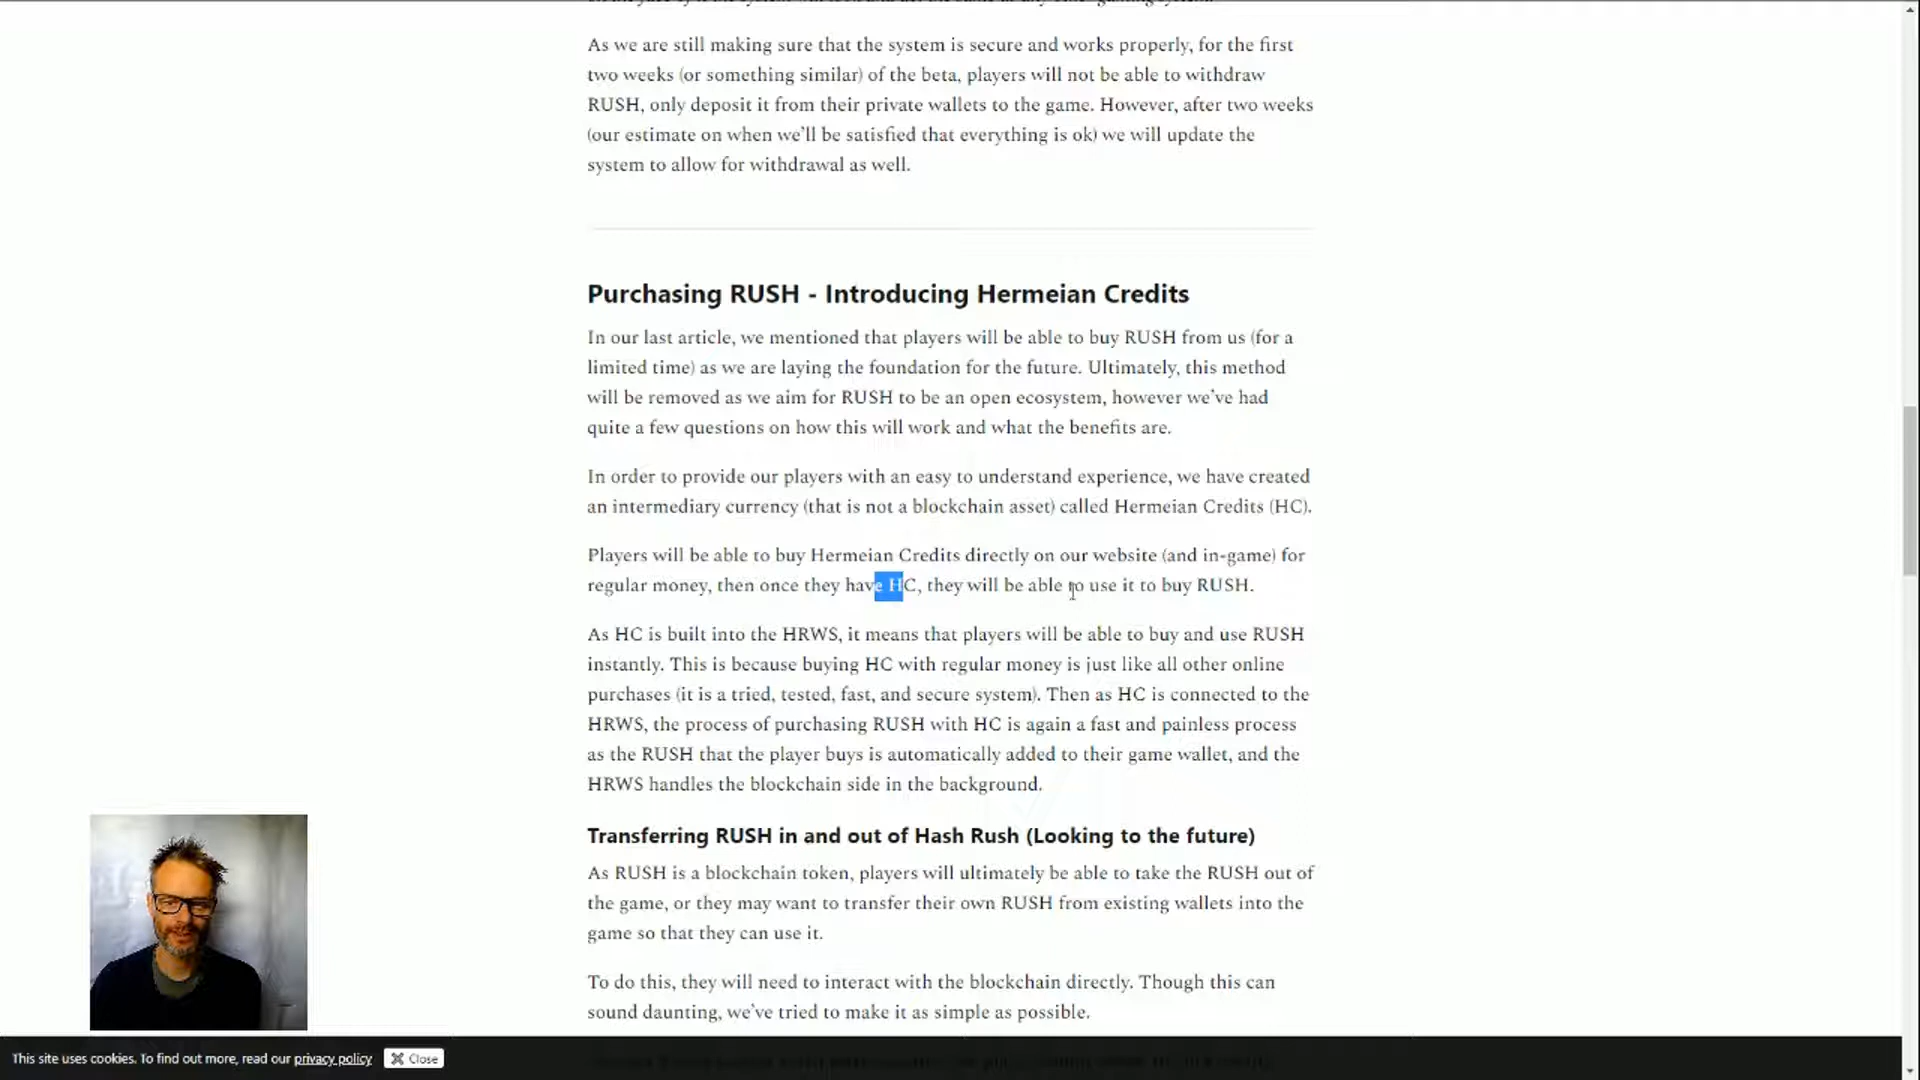 As we are still making sure that the system is secure and works properly, for the first
two weeks (or something similar) of the beta, players will not be able to withdraw
RUSH, only deposit it from their private wallets to the game. However, after two weeks
(our estimate on when we'll be satisfied that everything is ok) we will update the
system to allow for withdrawal as well.
Purchasing RUSH - Introducing Hermeian Credits
In our last article, we mentioned that players will be able to buy RUSH from us (for a
limited time) as we are laying the foundation for the future. Ultimately, this method
will be removed as we aim for RUSH to be an open ecosystem, however we've had
quite a few questions on how this will work and what the benefits are.
In order to provide our players with an easy to understand experience, we have created
an intermediary currency (that is not a blockchain asset) called Hermeian Credits (HC).
Players will be able to buy Hermeian Credits directly on our website (and in-game) for
regular money, then once they have HC, they will be able to use it to buy RUSH.
As HC is built into the HRWS, it means that players will be able to buy and use RUSH
instantly. This is because buying HC with regular money is just like all other online
purchases (it is a tried, tested, fast, and secure system). Then as HC is connected to the
HRWS, the process of purchasing RUSH with HC is again a fast and painless process
as the RUSH that the player buys is automatically added to their game wallet, and the
HRWS handles the blockchain side in the background.
Transferring RUSH in and out of Hash Rush (Looking to the future)
As RUSH is a blockchain token, players will ultimately be able to take the RUSH out of
the game, or they may want to transfer their own RUSH from existing wallets into the
game so that they can use it.
To do this, they will need to interact with the blockchain directly. Though this can
sound daunting, we've tried to make it as simple as possible.
This site uses cookies. To find out more, read our privacy policy
Close